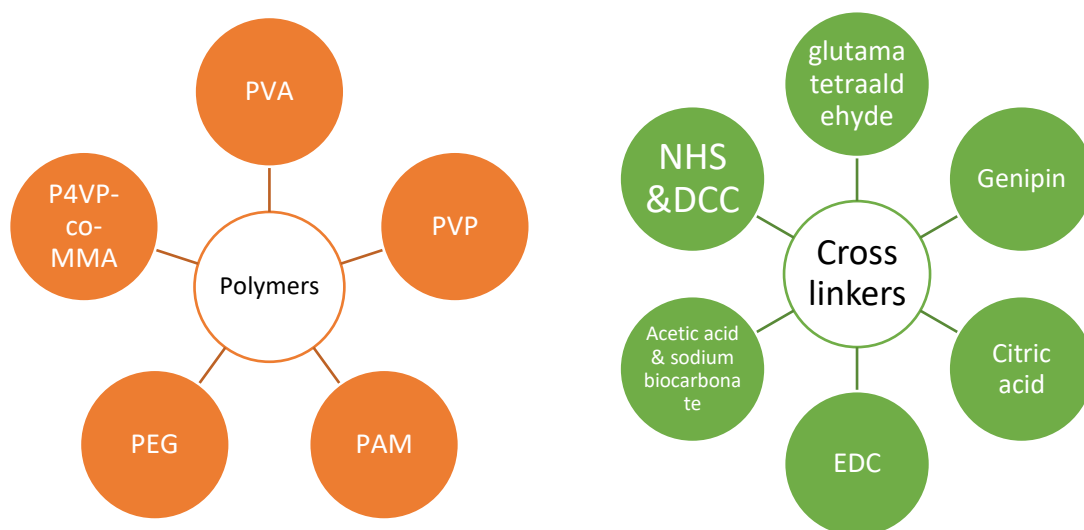 PVA
P4VP-
co-
MMA
PVP
Polymers
PEG
PAM
glutama
tetraald
ehyde
NHS
&DCC
Genipin
Cross
linkers
Acetic acid
& sodium
biocarbona
te
Citric
acid
EDC